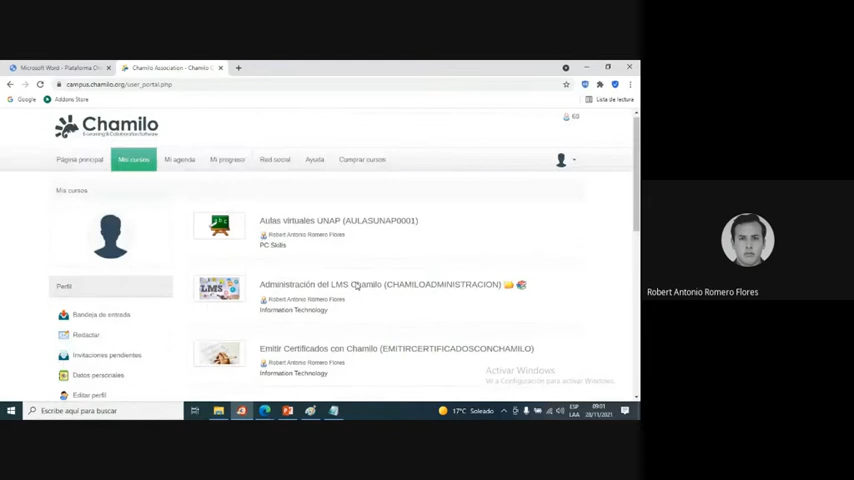 Microsoft Word - Plataforma Ch
Chamilo Association - Chamilo C
campus.chamilo.org/user_portal.php
Google
Addons Store
Lista de lectura
Chamilo
E-Learning & Collaboration Software
69
Página principal
Mis cursos
Mi agenda
Mi progreso
Red social
Ayuda
Comprar cursos
Mis cursos
Aulas virtuales UNAP (AULASUNAP0001)
Robert Antonio Romero Flores
PC Skills
Administración del LMS Chamilo (CHAMILOADMINISTRACION)
Robert Antonio Romero Flores
Information Technology
Robert Antonio Romero Flores
Perfil
Bandeja de entrada
Redactar
Invitaciones pendientes
Datos personales
Editar perfil
LMS
Emitir Certificados con Chamilo (EMITIRCERTIFICADOSCONCHAMILO)
Robert Antonio Romero Flores
Information Technology
Activar Windows
Ve a Configuración para activar Windows.
Escribe aquí para buscar
17°C Soleado
ESP
LAA
09:01
28/11/2021